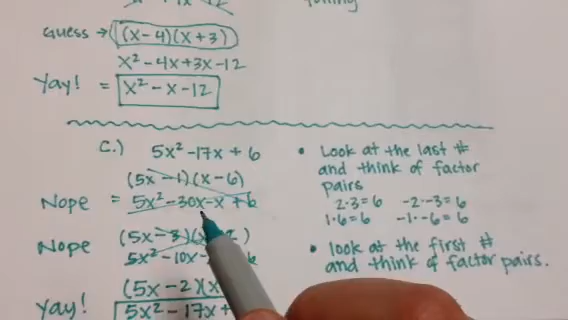 Guess → (x-4)(x+3)
x² - 4x + 3x - 12
Yay! = x² - x - 12
c.) 5x² - 17x + 6
(5x - 1)(x - 6)
Nope = 5x² - 30x - x + 6
Nope (5x - 3)(x
5x² - 10x
(5x - 2)(x
Yay! 5x² - 17x +
• Look at the last #
and think of factor
pairs
2·3=6 -2·-3=6
1·6=6 -1·-6=6
• look at the first #
and think of factor pairs.